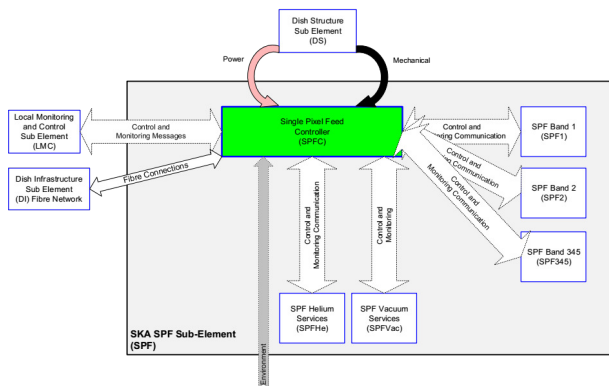 Dish Structure
Sub Element
(DS)
Power
Mechanical
Local Monitoring
and Control
Sub Element
(LMC)
Control and
Monitoring Messages
Single Pixel Feed
Controller
(SPFC)
Control and
Monitoring Communication
SPF Band 1
(SPF1)
Dish Infrastructure
Sub Element
(DI) Fibre Network
Fibre Connections
Control and
Monitoring Communication
SPF Band 2
(SPF2)
Control and
Monitoring Communication
SPF Band 345
(SPF345)
Control and
Monitoring Communication
Control and
Monitoring
SPF Helium
Services
(SPFHe)
SPF Vacuum
Services
(SPFVac)
SKA SPF Sub-Element
(SPF)
Environment